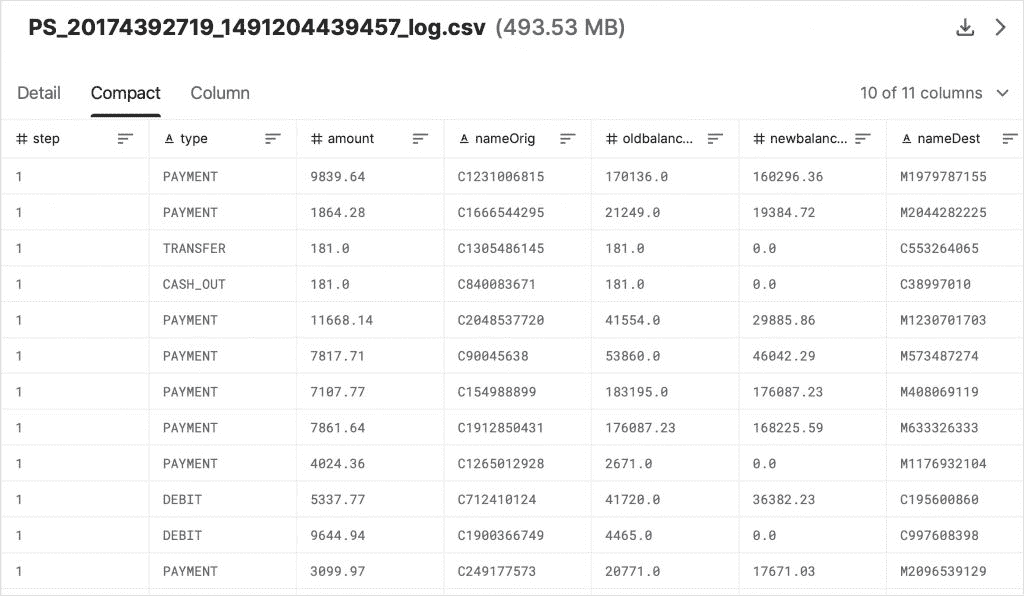 PS_20174392719_1491204439457_log.csv (493.53 MB)
Detail Compact Column 10 of 11 columns
# step A type # amount A nameOrig # oldbalanc... # newbalanc... A nameDest
1 PAYMENT 9839.64 C1231006815 170136.0 160296.36 M1979787155
1 PAYMENT 1864.28 C1666544295 21249.0 19384.72 M2044282225
1 TRANSFER 181.0 C1305486145 181.0 0.0 C553264065
1 CASH_OUT 181.0 C840083671 181.0 0.0 C38997010
1 PAYMENT 11668.14 C2048537720 41554.0 29885.86 M1230701703
1 PAYMENT 7817.71 C90045638 53860.0 46042.29 M573487274
1 PAYMENT 7107.77 C154988899 183195.0 176087.23 M408069119
1 PAYMENT 7861.64 C1912850431 176087.23 168225.59 M633326333
1 PAYMENT 4024.36 C1265012928 2671.0 0.0 M1176932104
1 DEBIT 5337.77 C712410124 41720.0 36382.23 C195600860
1 DEBIT 9644.94 C1900366749 4465.0 0.0 C997608398
1 PAYMENT 3099.97 C249177573 20771.0 17671.03 M2096539129